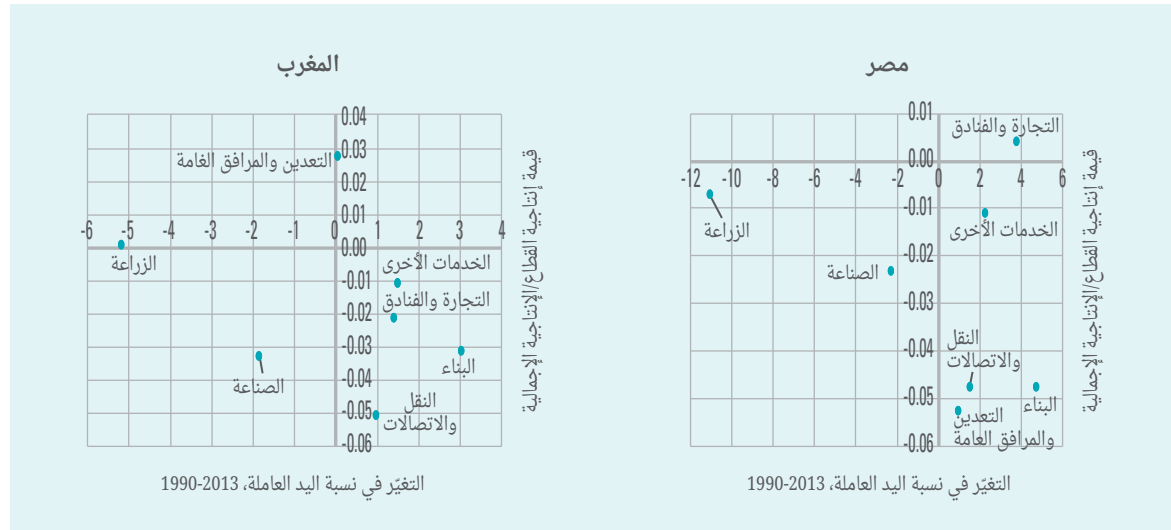 مصر
0.01
0.00
-0.01
-0.02
-0.03
-0.04
-0.05
-0.06
-12 -10 -8 -6 -4 -2 0 2 4 6
التجارة والفنادق
الزراعة
الخدمات الأخرى
الصناعة
النقل
والاتصالات
البناء
التعدين
والمرافق العامة
قيمة إنتاجية القطاع/الإنتاجية الإجمالية
التغيّر في نسبة اليد العاملة، 2013-1990
المغرب
0.04
0.03
0.02
0.01
0.00
-0.01
-0.02
-0.03
-0.04
-0.05
-0.06
-6 -5 -4 -3 -2 -1 0 1 2 3 4
التعدين والمرافق الغامة
الزراعة
الخدمات الأخرى
التجارة والفنادق
البناء
الصناعة
النقل
والاتصالات
قيمة إنتاجية القطاع/الإنتاجية الإجمالية
التغيّر في نسبة اليد العاملة، 2013-1990